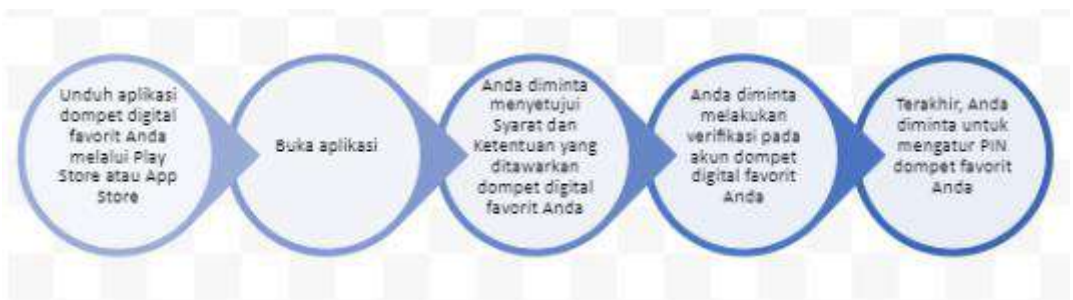 Unduh aplikasi
dompet digital
favorit Anda
melalui Play
Store atau App
Store
Buka aplikasi
Anda diminta
menyetujui
Syarat dan
Ketentuan yang
ditawarkan
dompet digital
favorit Anda
Anda diminta
melakukan
verifikasi pada
akun dompet
digital favorit
Anda
Terakhir, Anda
diminta untuk
mengatur PIN
dompet favorit
Anda